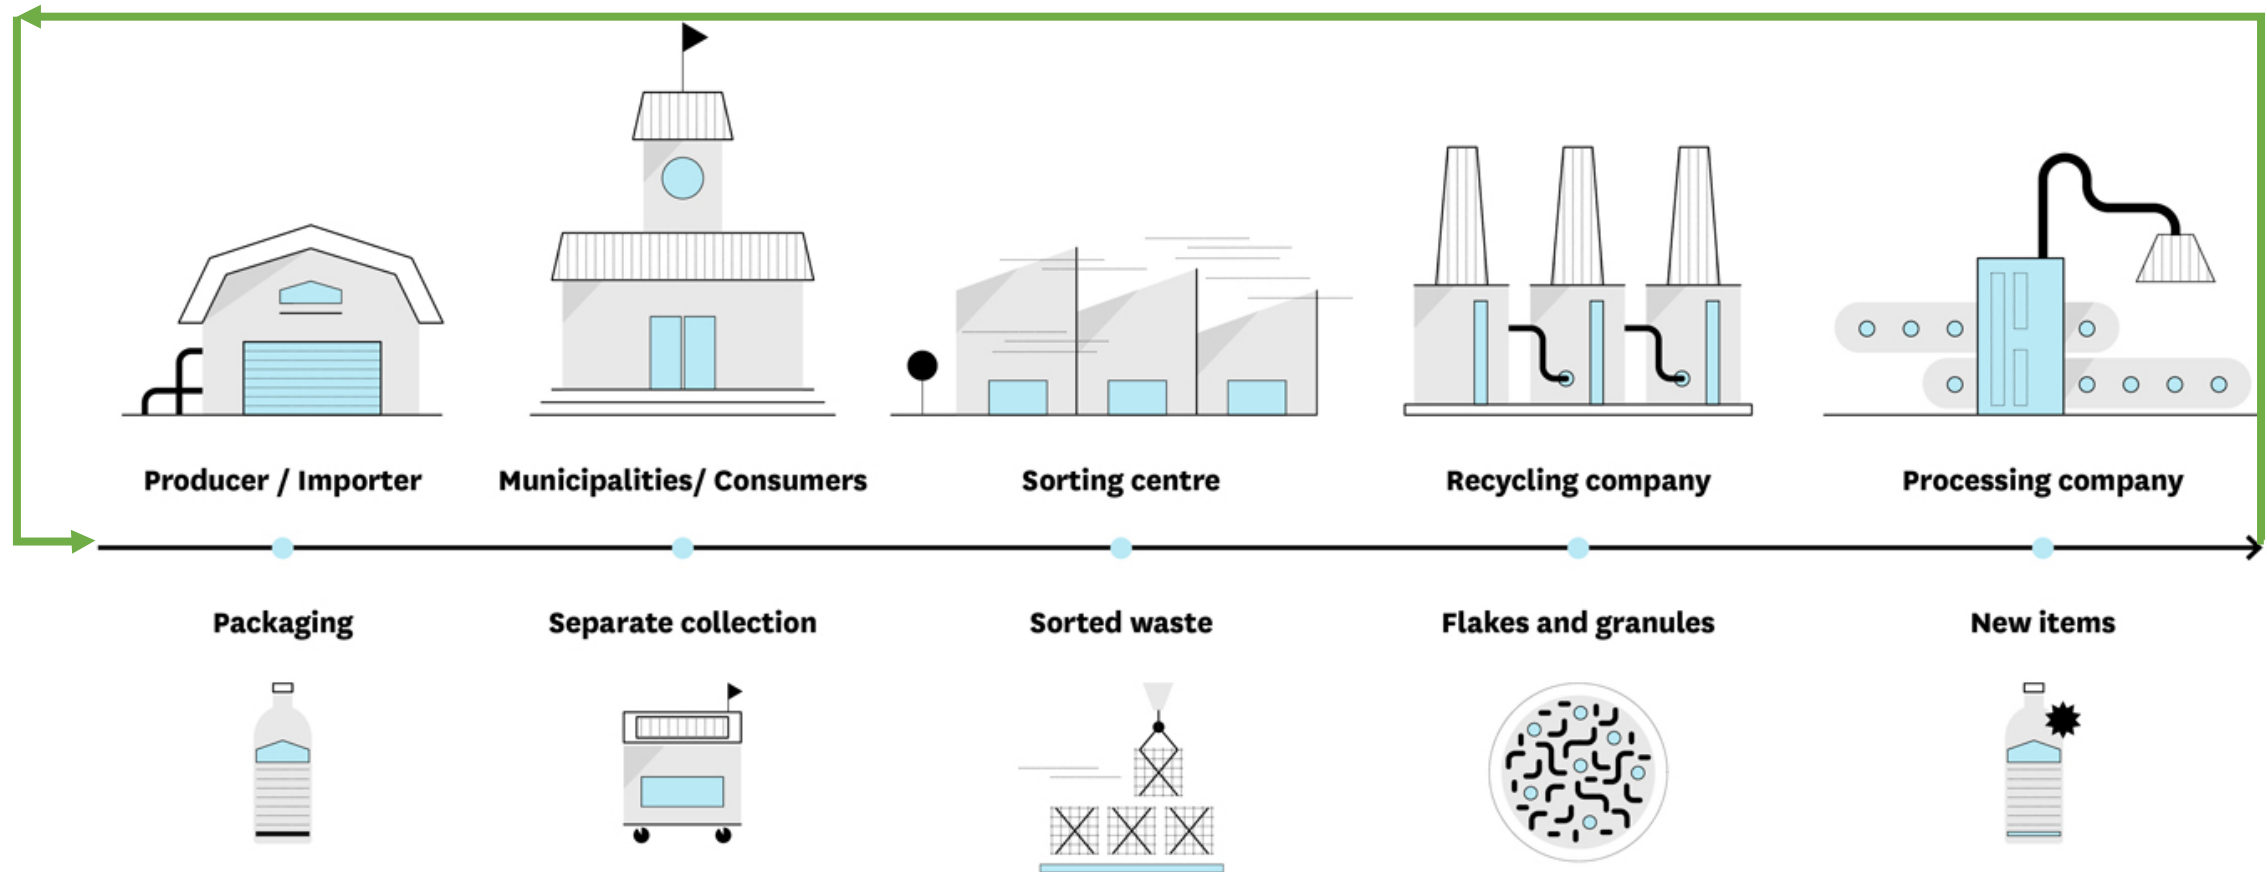 Producer / Importer
Municipalities/ Consumers
Sorting centre
Recycling company
Processing company
Packaging
Separate collection
Sorted waste
Flakes and granules
New items